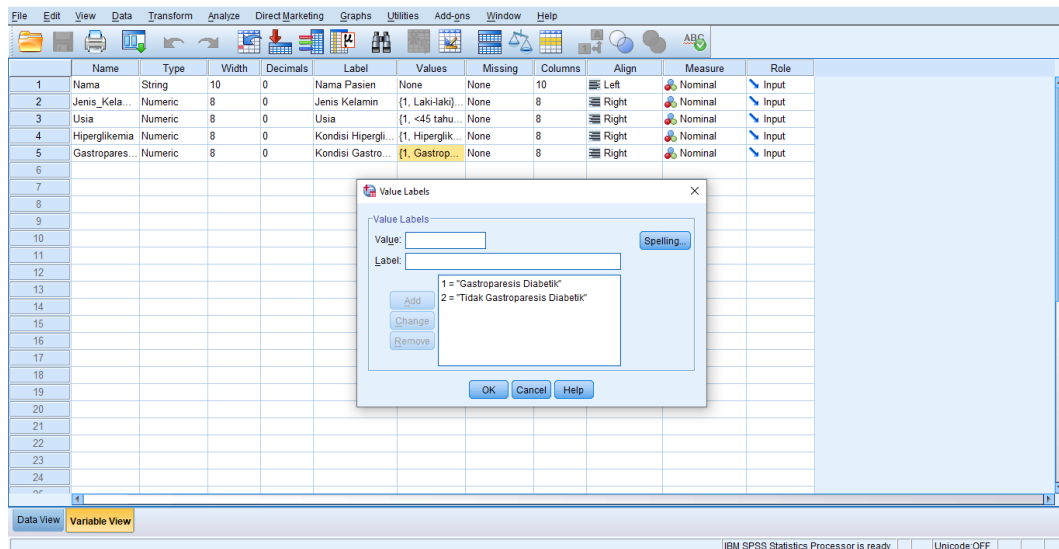 File Edit View Data Transform Analyze Direct Marketing Graphs Utilities Add-ons Window Help
Name Type Width Decimals Label Values Missing Columns Align Measure Role
1 Nama String 10 0 Nama Pasien None None 10 Left Nominal Input
2 Jenis_Kela... Numeric 8 0 Jenis Kelamin {1, Laki-laki}... None 8 Right Nominal Input
3 Usia Numeric 8 0 Usia {1, <45 tahu... None 8 Right Nominal Input
4 Hiperglikemia Numeric 8 0 Kondisi Hipergli... {1, Hiperglik... None 8 Right Nominal Input
5 Gastropares... Numeric 8 0 Kondisi Gastro... {1, Gastrop... None 8 Right Nominal Input
6
7
8
9
10
11
12
13
14
15
16
17
18
19
20
21
22
23
24
Value Labels
Value Labels
Value:
Spelling...
Label:
1 = "Gastroparesis Diabetik"
2 = "Tidak Gastroparesis Diabetik"
Add
Change
Remove
OK Cancel Help
Data View Variable View
IBM SPSS Statistics Processor is ready Unicode:OFF